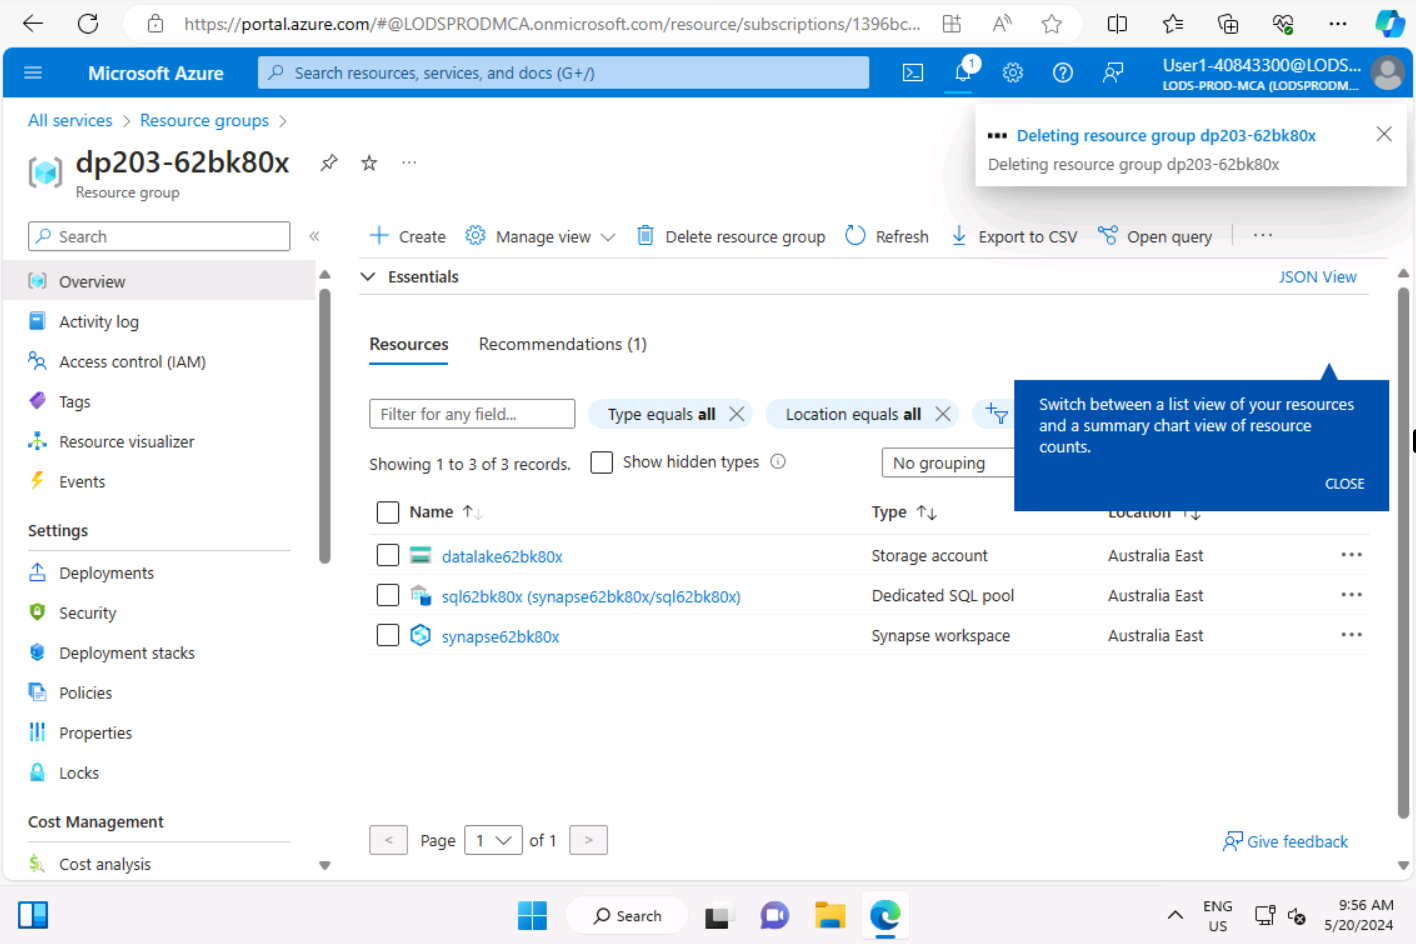 https://portal.azure.com/#@LODSPRODMCA.onmicrosoft.com/resource/subscriptions/1396bc...
Microsoft Azure
Search resources, services, and docs (G+/)
1
User1-40843300@LODS...
LODS-PROD-MCA (LODSPRODM...
All services > Resource groups >
Deleting resource group dp203-62bk80x
Deleting resource group dp203-62bk80x
dp203-62bk80x
Resource group
Search
Create
Manage view
Delete resource group
Refresh
Export to CSV
Open query
Overview
Activity log
Access control (IAM)
Tags
Resource visualizer
Events
Settings
Deployments
Security
Deployment stacks
Policies
Properties
Locks
Cost Management
Cost analysis
Essentials
JSON View
Resources
Recommendations (1)
Filter for any field...
Type equals all
Location equals all
Switch between a list view of your resources
and a summary chart view of resource
counts.
CLOSE
Showing 1 to 3 of 3 records.
Show hidden types
No grouping
Name
Type
Location
datalake62bk80x
Storage account
Australia East
sql62bk80x (synapse62bk80x/sql62bk80x)
Dedicated SQL pool
Australia East
synapse62bk80x
Synapse workspace
Australia East
< Page 1 of 1 >
Give feedback
Search
ENG
US
9:56 AM
5/20/2024